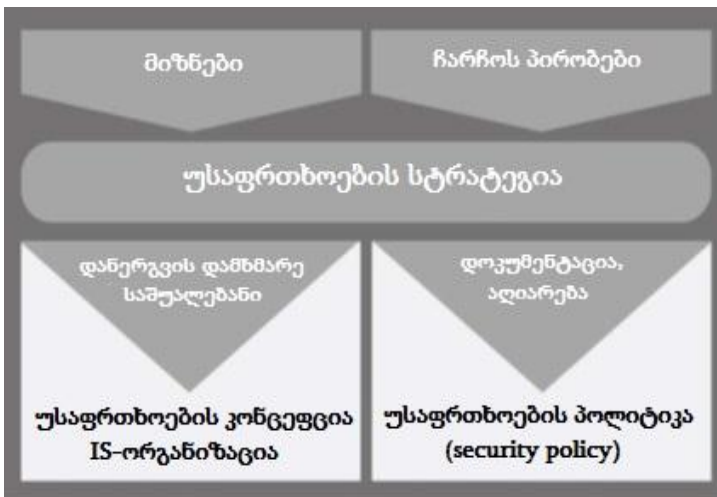 მიზნები
ჩარჩოს პირობები
უსაფრთხოების სტრატეგია
დანერგვის დამხმარე
საშუალებანი
დოკუმენტაცია,
აღიარება
უსაფრთხოების კონცეფცია
IS-ორგანიზაცია
უსაფრთხოების პოლიტიკა
(security policy)